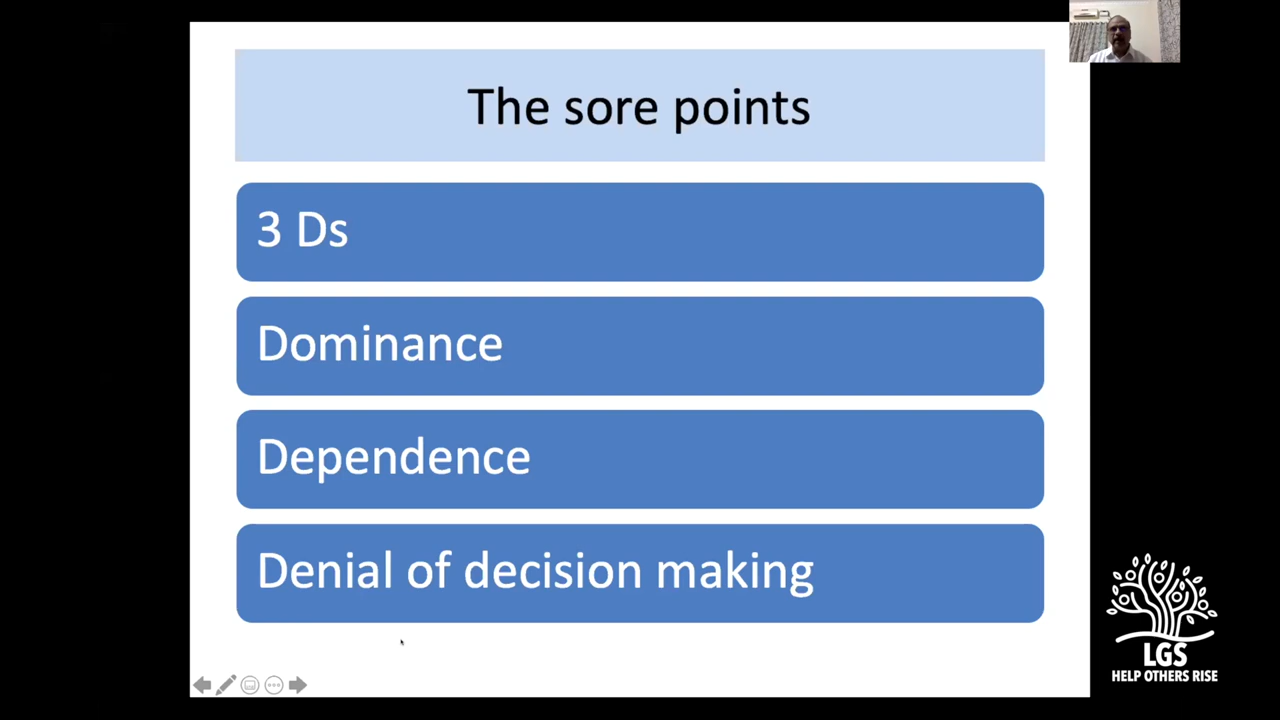 The sore points
3 Ds
Dominance
Dependence
Denial of decision making
LGS
HELP OTHERS RISE